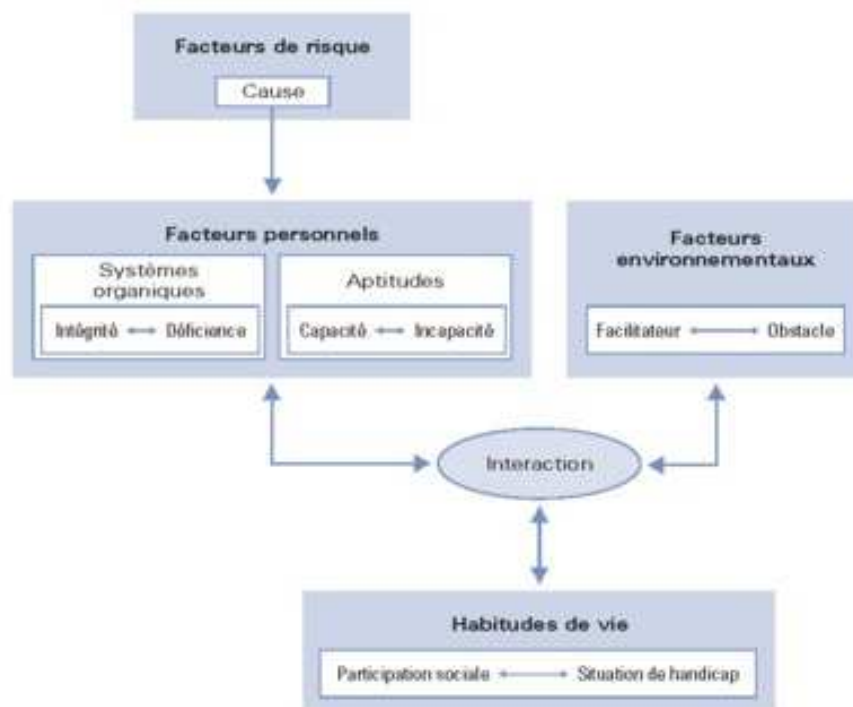 Facteurs de risque
Cause
Facteurs personnels
Systèmes
organiques
Intégrité
Déficience
Aptitudes
Capacité
Incapacité
Facteurs
environnementaux
Facilitateur
Obstacle
Interaction
Habitudes de vie
Participation sociale
Situation de handicap